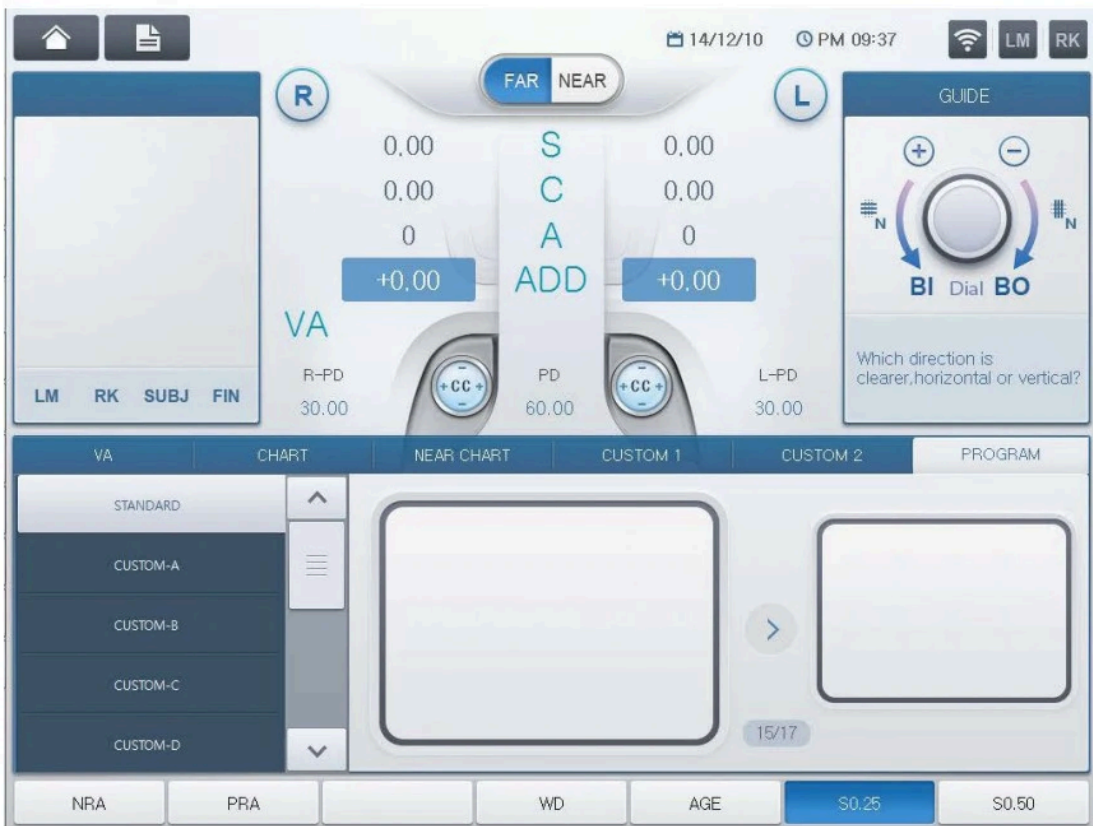 14/12/10 PM 09:37 LM RK
R FAR NEAR L GUIDE
0.00 S 0.00
0.00 C 0.00
0 A 0
+0.00 ADD +0.00
VA
+ −
N N
BI Dial BO
Which direction is
clearer,horizontal or vertical?
R-PD PD L-PD
30.00 60.00 30.00
- +CC+ - - +CC+ -
LM RK SUBJ FIN
VA CHART NEAR CHART CUSTOM 1 CUSTOM 2 PROGRAM
STANDARD
CUSTOM-A
CUSTOM-B
CUSTOM-C
CUSTOM-D
>
15/17
NRA PRA WD AGE S0.25 S0.50